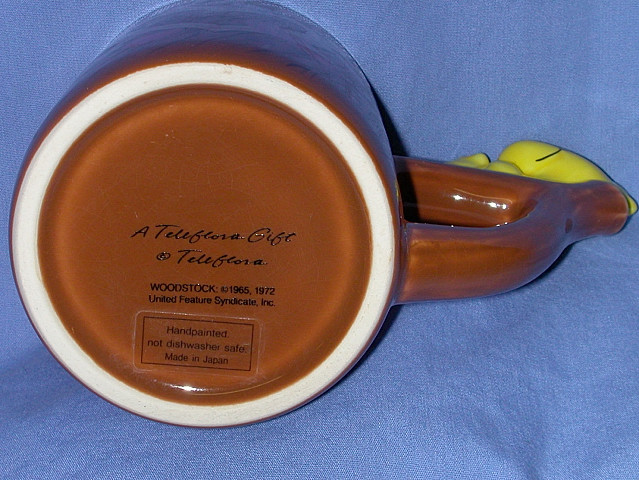 A Teleflora Gift
© Teleflora
WOODSTOCK: ©1965, 1972
United Feature Syndicate, Inc.
Handpainted.
not dishwasher safe.
Made in Japan